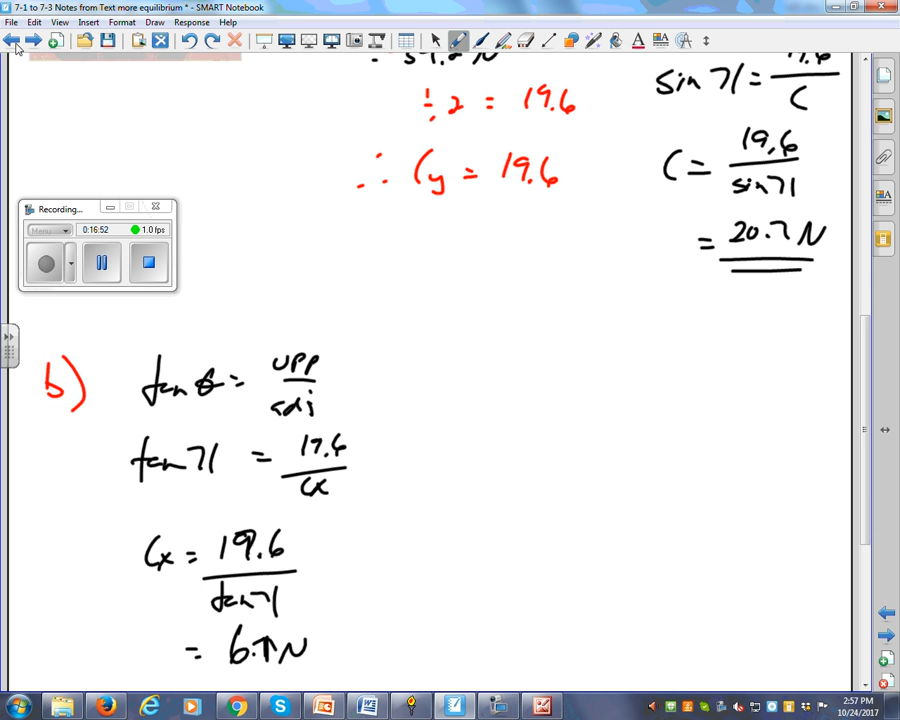 7-1 to 7-3 Notes from Text more equilibrium * - SMART Notebook
File Edit View Insert Format Draw Response Help
÷ 2 = 19.6
∴ Cy = 19.6
sin 71 =
C
C = 19.6
sin 71
= 20.7 N
Recording...
Menu
0:16:52
1.0 fps
b)
tan θ = opp
adj
tan 71 = 19.6
Cx
Cx = 19.6
tan 71
= 6.7 N
2:57 PM
10/24/2017